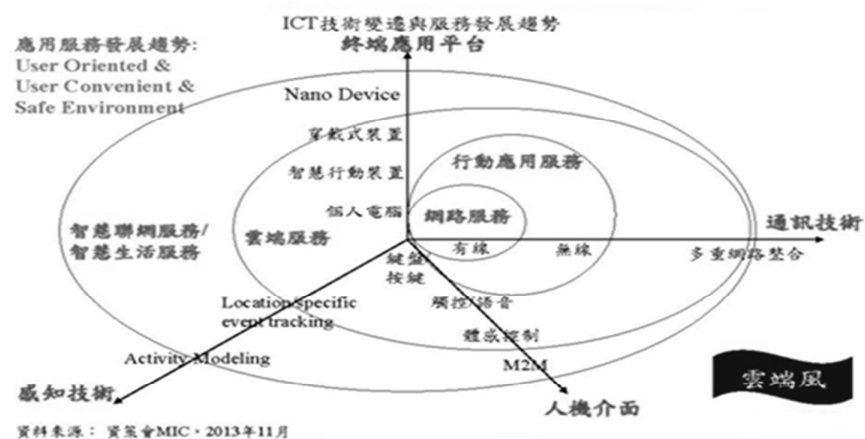 ICT技術變遷與服務發展趨勢
終端應用平台
應用服務發展趨勢:
User Oriented &
User Convenient &
Safe Environment
Nano Device
穿戴式裝置
智慧行動裝置
個人電腦
行動應用服務
網路服務
雲端服務
智慧聯網服務/
智慧生活服務
通訊技術
有線
無線
多重網路整合
鍵盤/
按鍵
觸控/語音
體感控制
M2M
人機介面
Location/specific
event tracking
Activity Modeling
感知技術
雲端風
資料來源： 資策會MIC，2013年11月